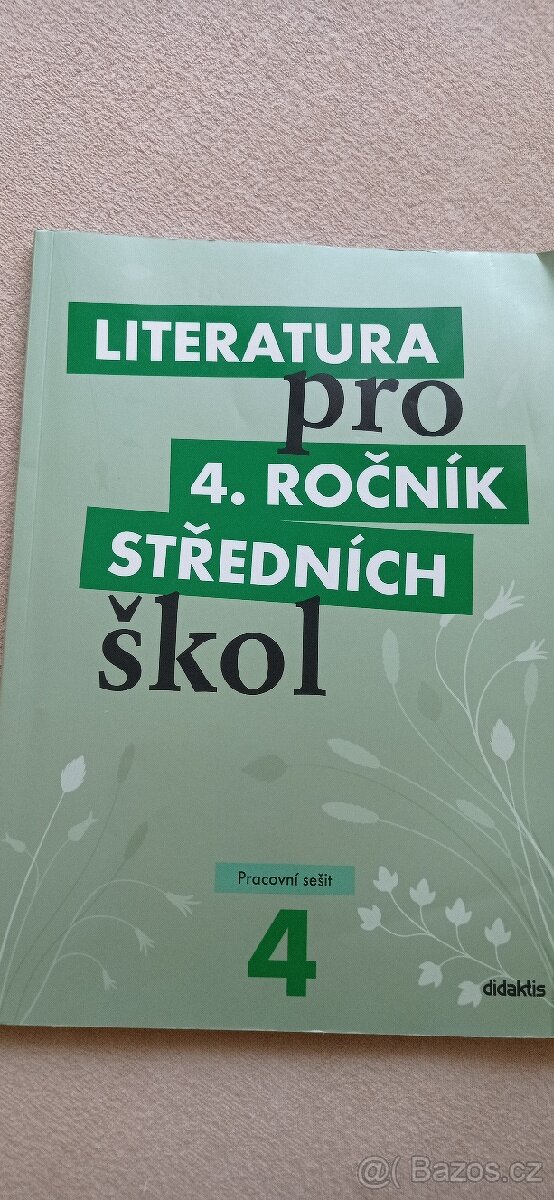 LITERATURA
pro
4. ROČNÍK
STŘEDNÍCH
škol
Pracovní sešit
4
didaktis
@ Bazos.cz